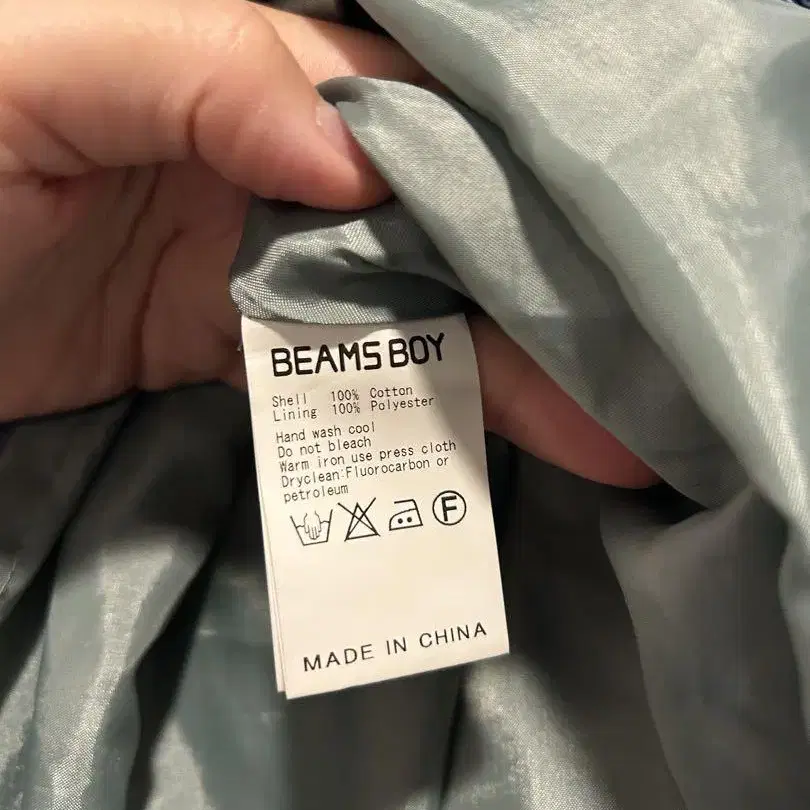 BEAMS BOY
Shell 100% Cotton
Lining 100% Polyester
Hand wash cool
Do not bleach
Warm iron use press cloth
Dryclean:Fluorocarbon or
petroleum
F
MADE IN CHINA